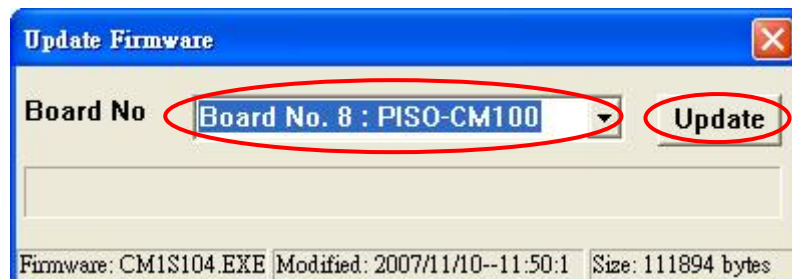 Update Firmware
Board No Board No. 8 : PISO-CM100 Update
Firmware: CM1S104.EXE Modified: 2007/11/10--11:50:1 Size: 111894 bytes